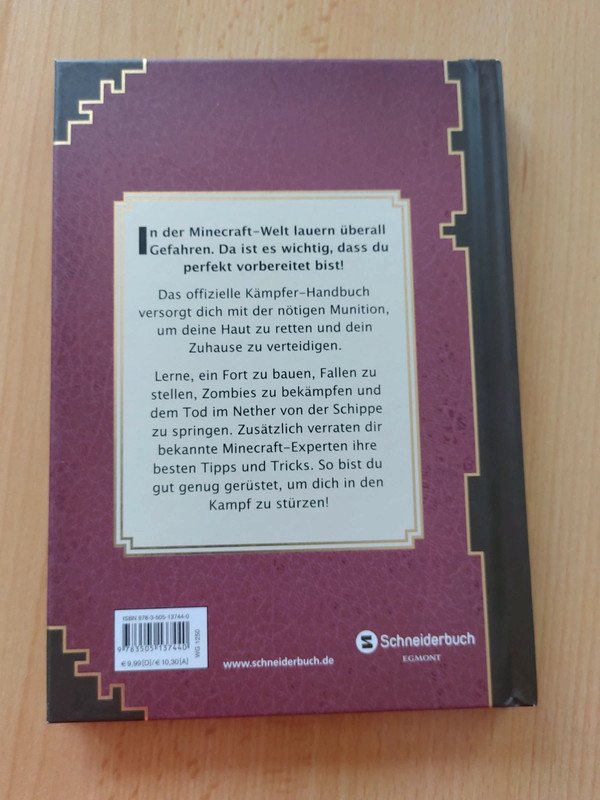 In der Minecraft-Welt lauern überall
Gefahren. Da ist es wichtig, dass du
perfekt vorbereitet bist!
Das offizielle Kämpfer-Handbuch
versorgt dich mit der nötigen Munition,
um deine Haut zu retten und dein
Zuhause zu verteidigen.
Lerne, ein Fort zu bauen, Fallen zu
stellen, Zombies zu bekämpfen und
dem Tod im Nether von der Schippe
zu springen. Zusätzlich verraten dir
bekannte Minecraft-Experten ihre
besten Tipps und Tricks. So bist du
gut genug gerüstet, um dich in den
Kampf zu stürzen!
ISBN 978-3-505-13744-0
9 783505 137440
WG 1250
€ 9,99 [D] / € 10,30 [A]
www.schneiderbuch.de
Schneiderbuch
EGMONT